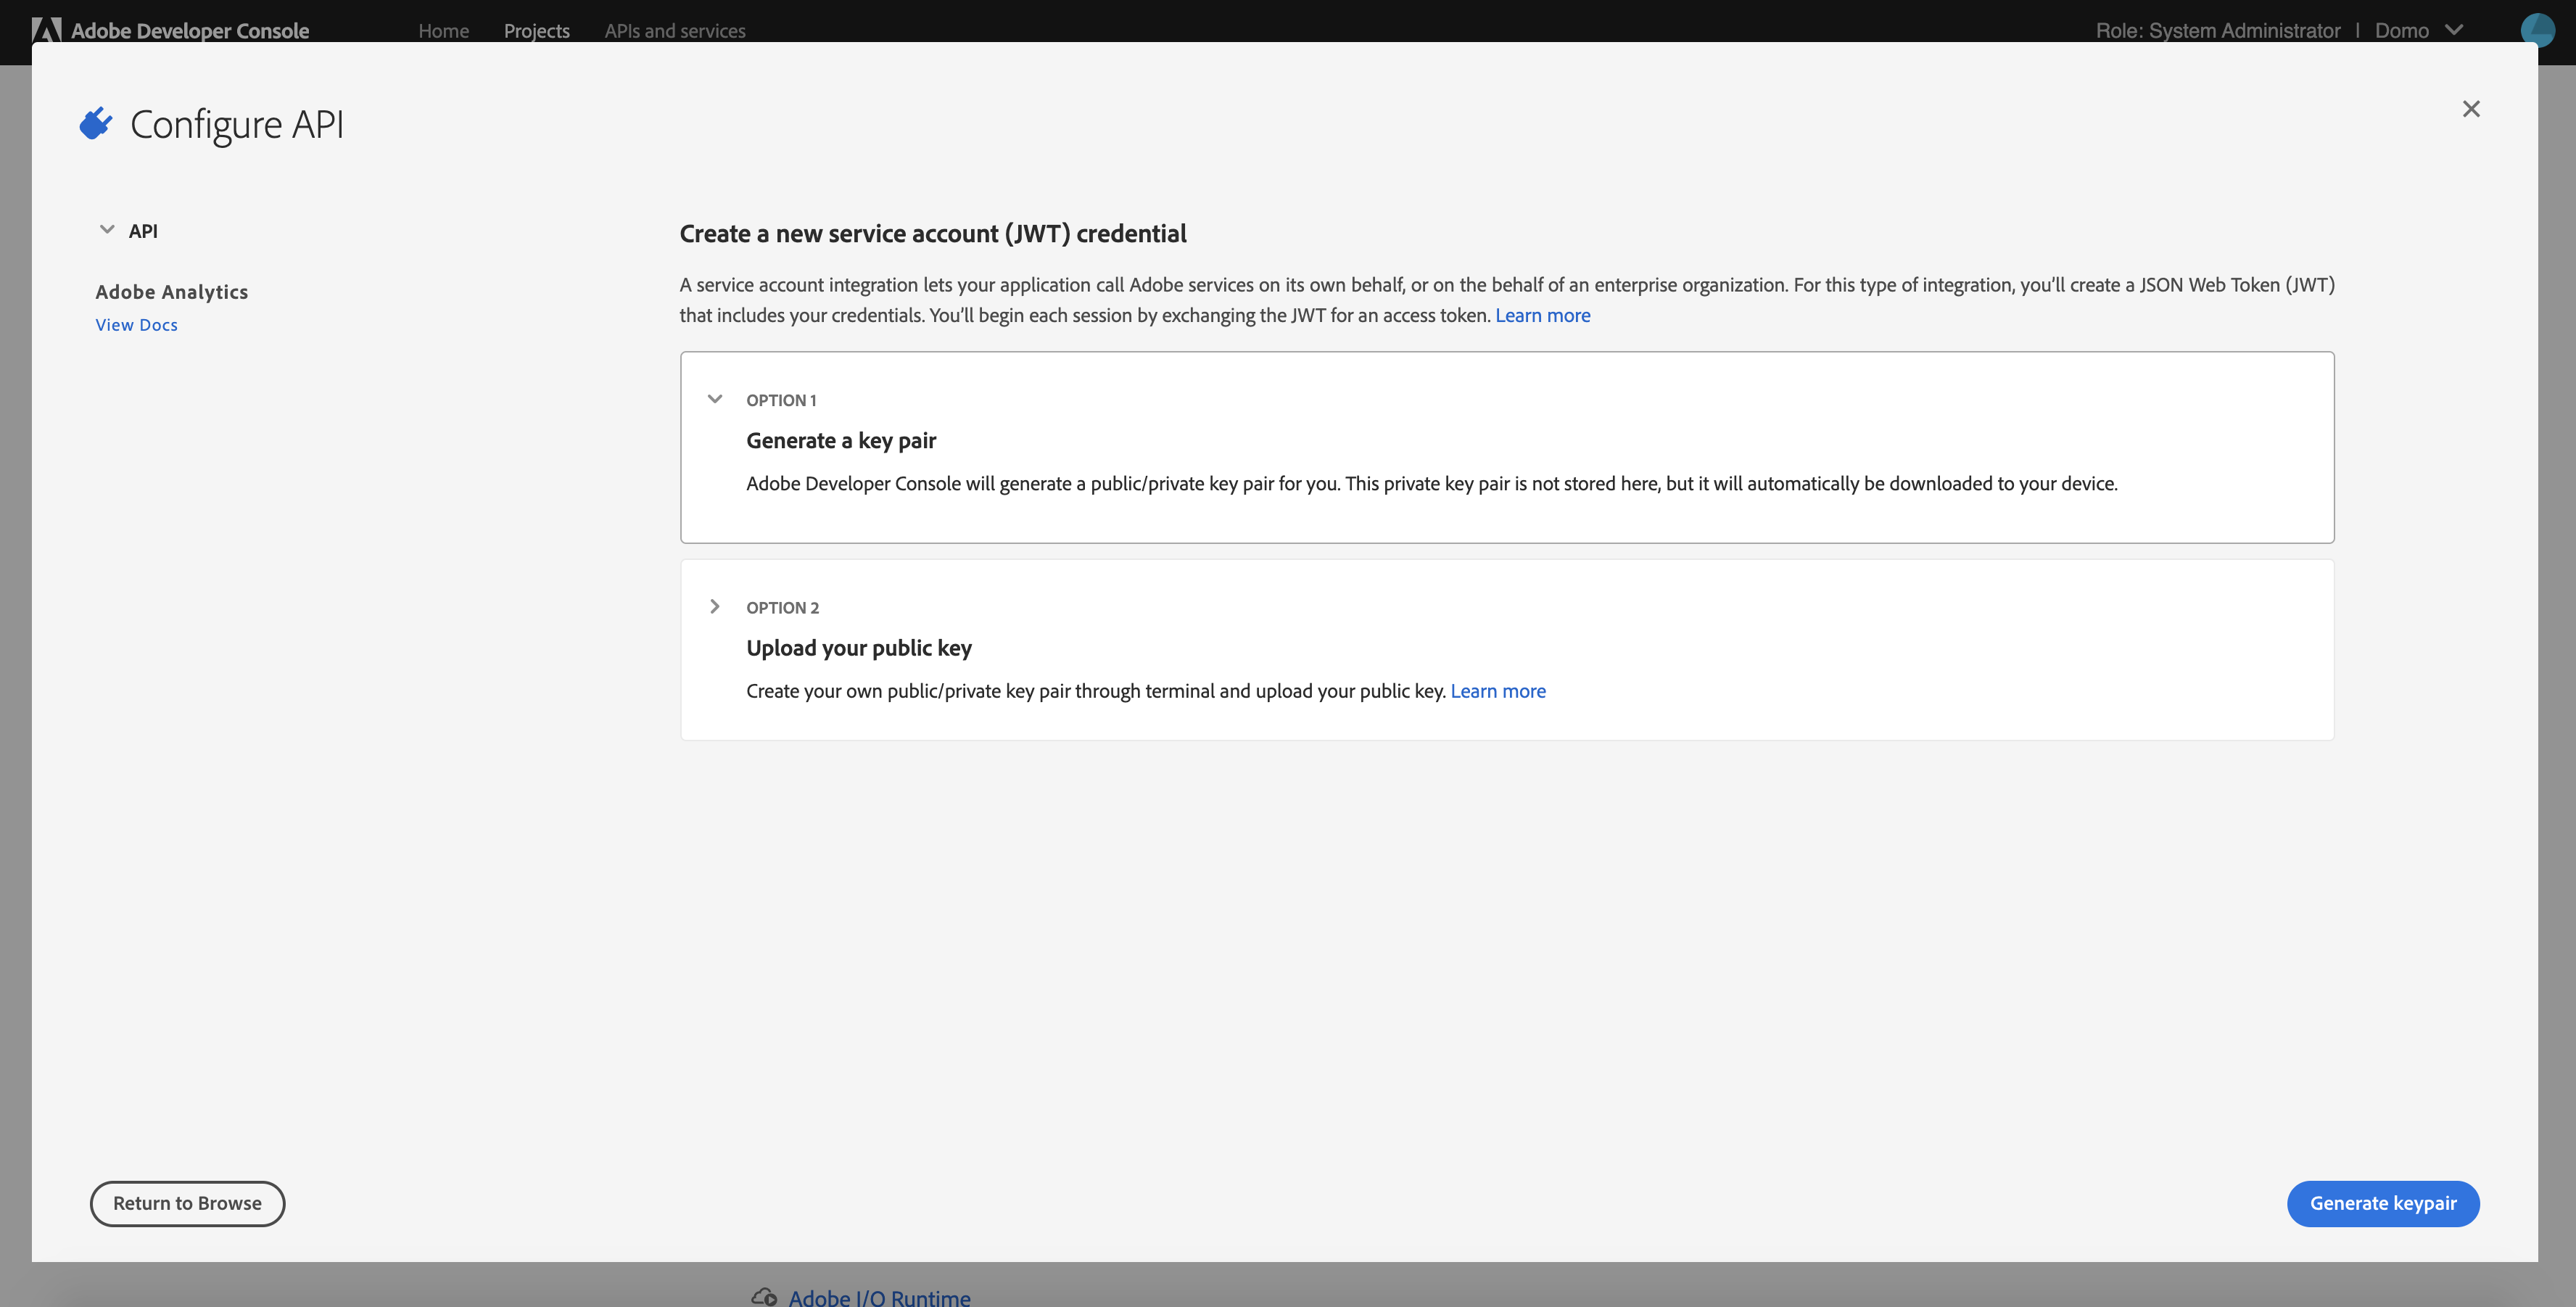 Adobe Developer Console
Home Projects APIs and services
Role: System Administrator | Domo
Configure API
API
Adobe Analytics
View Docs
Create a new service account (JWT) credential
A service account integration lets your application call Adobe services on its own behalf, or on the behalf of an enterprise organization. For this type of integration, you’ll create a JSON Web Token (JWT)
that includes your credentials. You’ll begin each session by exchanging the JWT for an access token. Learn more
OPTION 1
Generate a key pair
Adobe Developer Console will generate a public/private key pair for you. This private key pair is not stored here, but it will automatically be downloaded to your device.
OPTION 2
Upload your public key
Create your own public/private key pair through terminal and upload your public key. Learn more
Return to Browse
Generate keypair
Adobe I/O Runtime